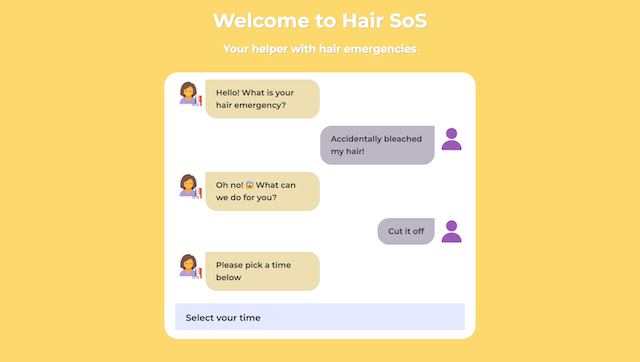 Welcome to Hair SoS
Your helper with hair emergencies
Hello! What is your
hair emergency?
Accidentally bleached
my hair!
Oh no! 😱 What can
we do for you?
Cut it off
Please pick a time
below
Select your time